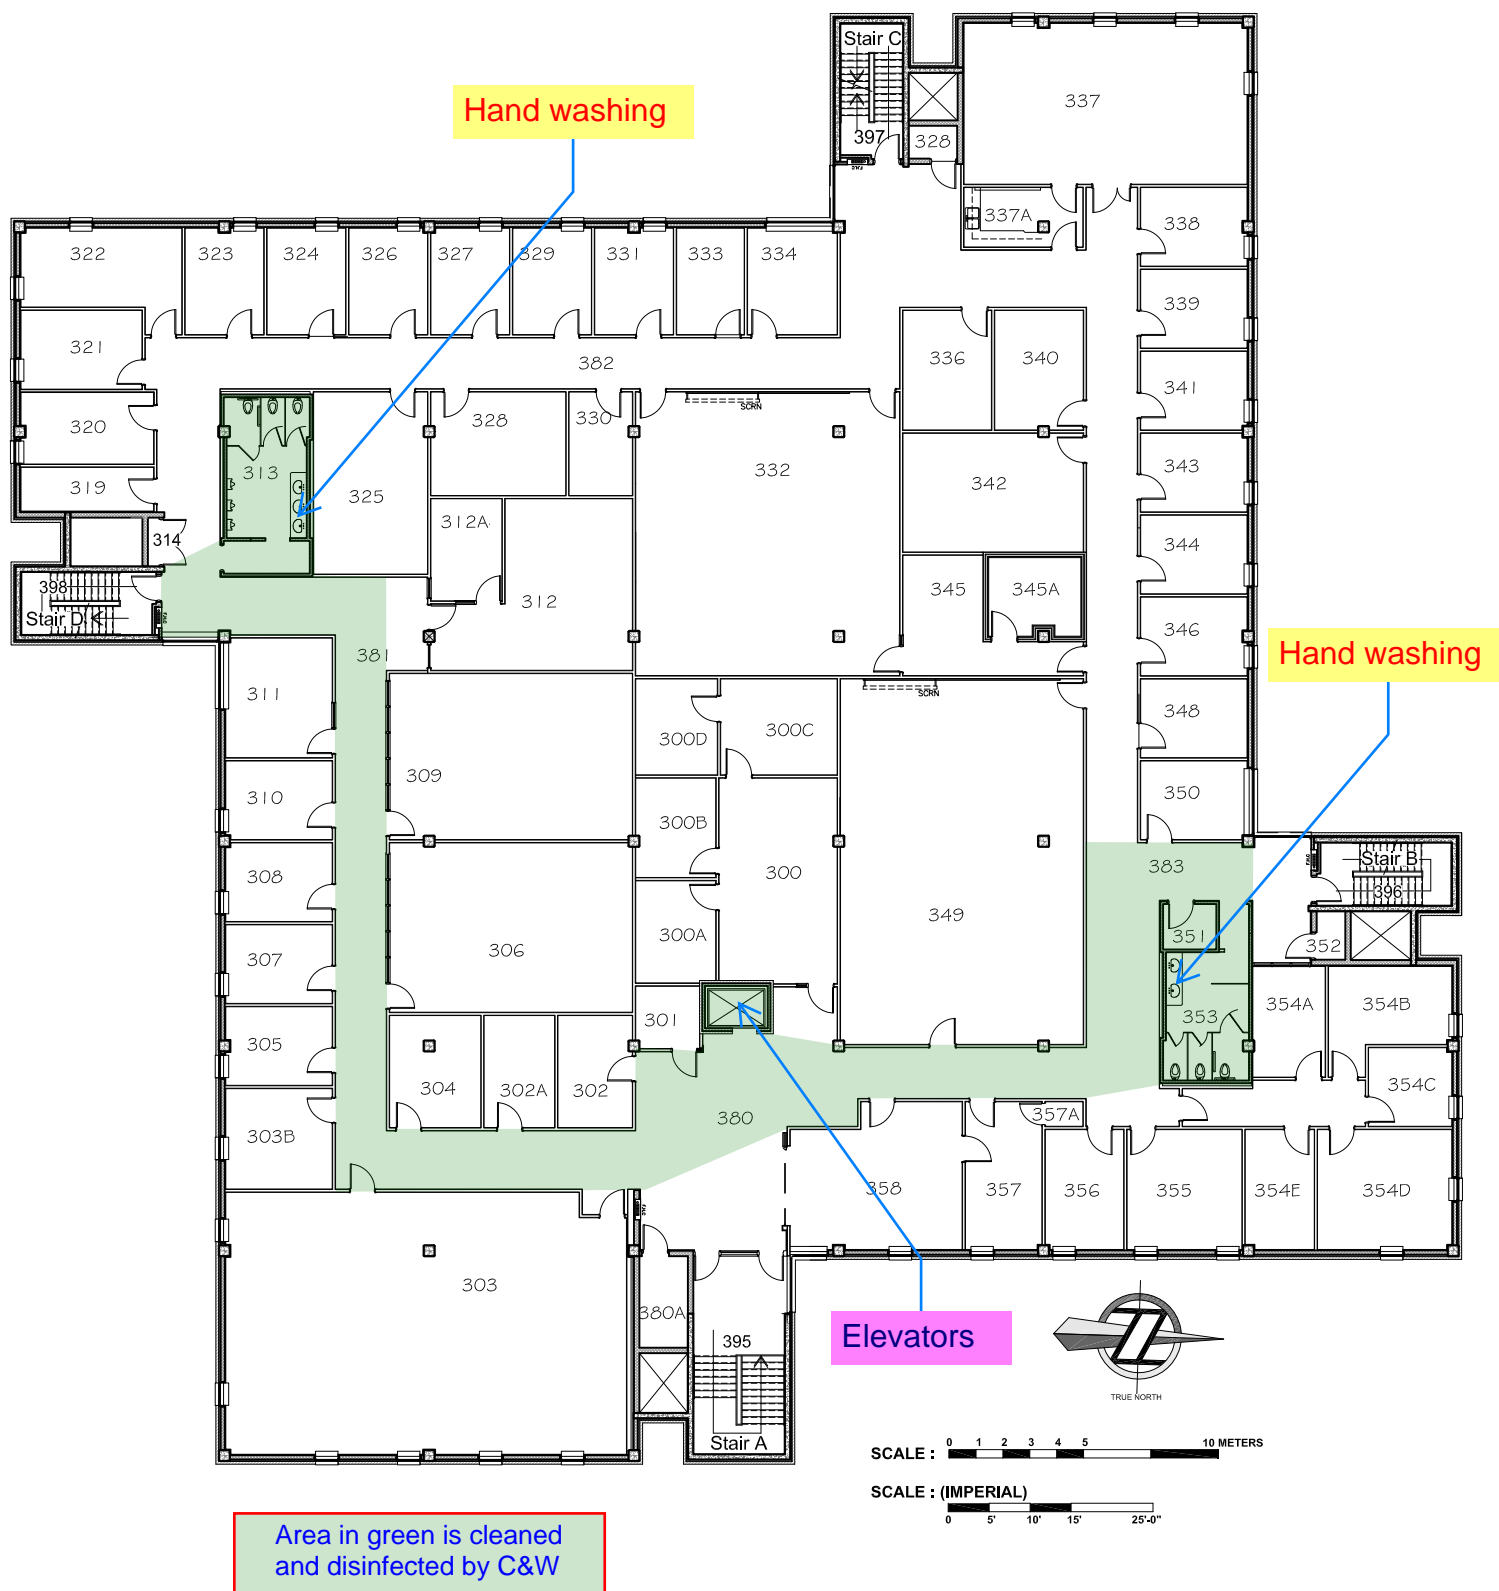 Stair C
337
Hand washing
397
328
F.H.C
337A
338
322
323
324
326
327
329
331
333
334
339
321
382
336
340
341
320
SCRN
328
330
313
332
343
319
325
342
312A
314
344
398
345
345A
312
Stair D
F.H.C
346
Hand washing
381
311
SCRN
348
300D
300C
309
310
350
300B
383
Stair B
F.H.C
308
300
396
349
351
300A
352
307
306
301
353
354A
354B
305
304
302A
302
354C
303B
380
357A
358
357
356
355
354E
354D
F.H.C
303
380A
395
Elevators
TRUE NORTH
Stair A
SCALE : 0 1 2 3 4 5 10 METERS
SCALE : (IMPERIAL)
0 5' 10' 15' 25'-0"
Area in green is cleaned
and disinfected by C&W